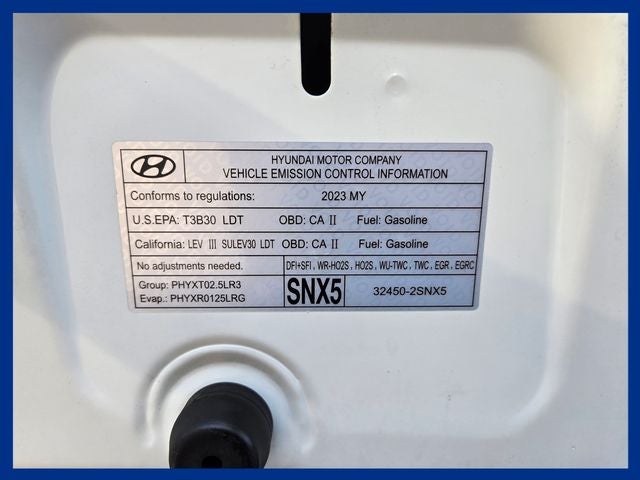 HYUNDAI MOTOR COMPANY
VEHICLE EMISSION CONTROL INFORMATION
Conforms to regulations: 2023 MY
U.S.EPA: T3B30 LDT OBD: CA II Fuel: Gasoline
California: LEV III SULEV30 LDT OBD: CA II Fuel: Gasoline
No adjustments needed. DFI+SFI, WR-HO2S, HO2S, WU-TWC, TWC, EGR, EGRC
Group: PHYXT02.5LR3
Evap.: PHYXR0125LRG
SNX5
32450-2SNX5